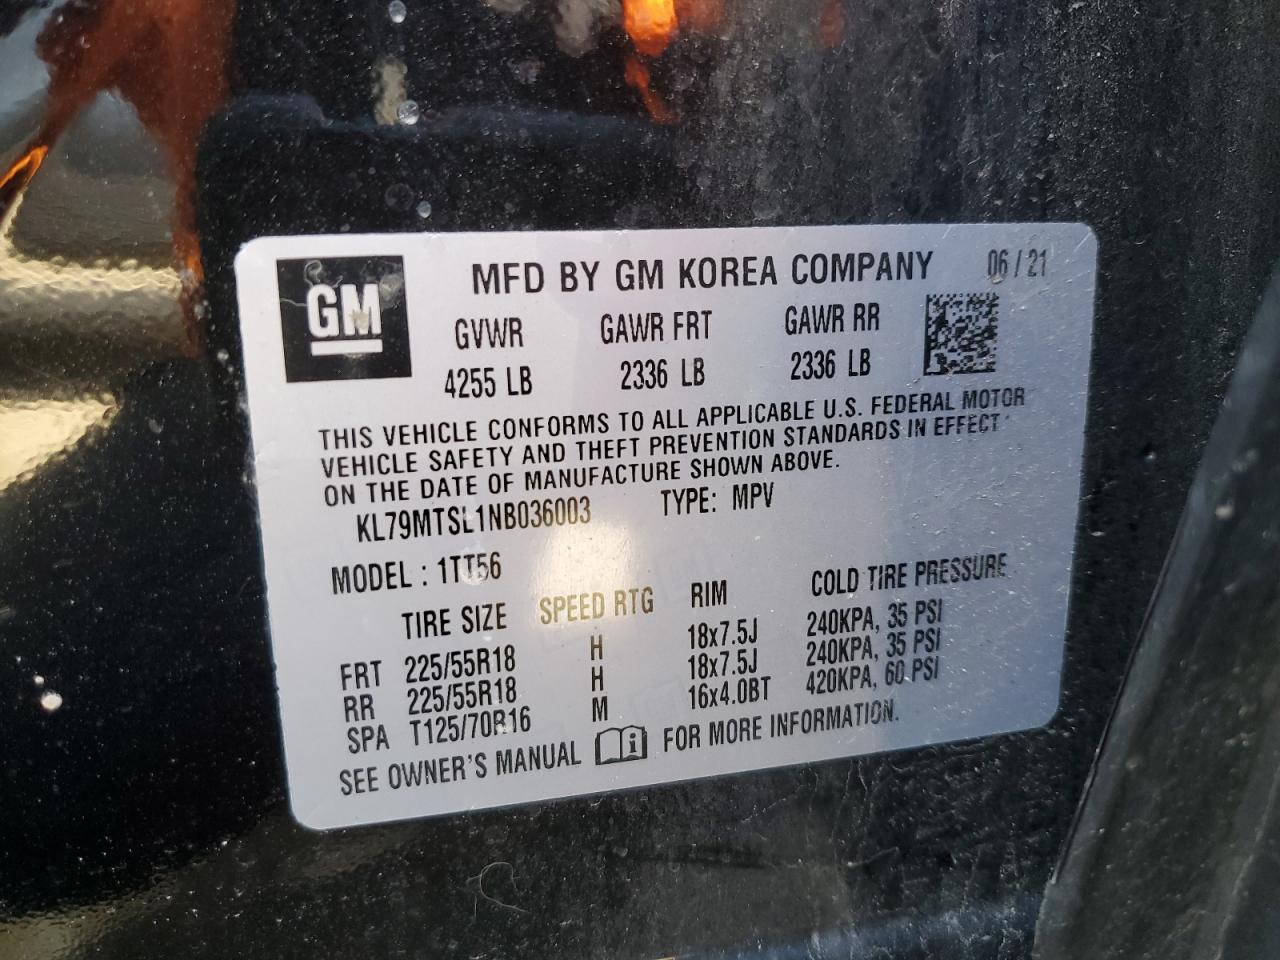 GM
MFD BY GM KOREA COMPANY 06/21
GVWR GAWR FRT GAWR RR
4255 LB 2336 LB 2336 LB
THIS VEHICLE CONFORMS TO ALL APPLICABLE U.S. FEDERAL MOTOR
VEHICLE SAFETY AND THEFT PREVENTION STANDARDS IN EFFECT
ON THE DATE OF MANUFACTURE SHOWN ABOVE.
KL79MTSL1NB036003 TYPE: MPV
MODEL : 1TT56
TIRE SIZE SPEED RTG RIM COLD TIRE PRESSURE
FRT 225/55R18 H 18x7.5J 240KPA, 35 PSI
RR 225/55R18 H 18x7.5J 240KPA, 35 PSI
SPA T125/70R16 M 16x4.0BT 420KPA, 60 PSI
SEE OWNER'S MANUAL i FOR MORE INFORMATION.